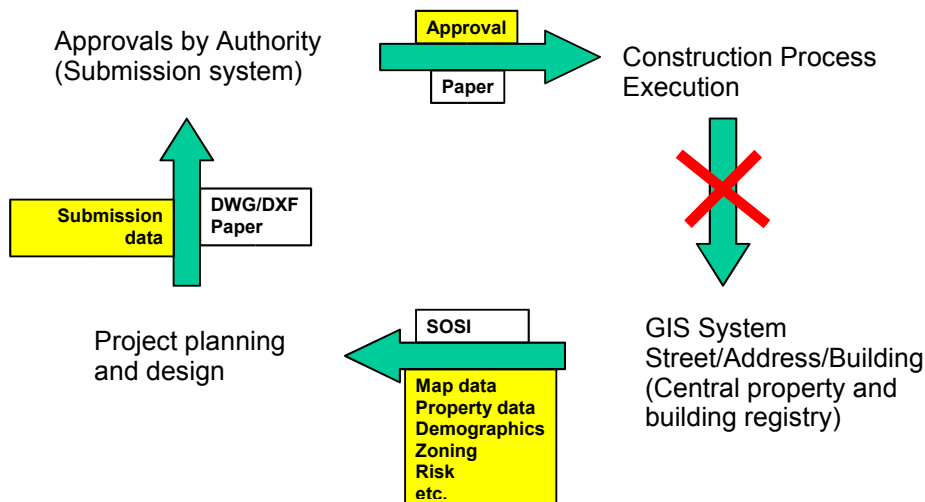 Approvals by Authority
(Submission system)
Approval
Paper
Construction Process
Execution
Submission
data
DWG/DXF
Paper
Project planning
and design
SOSI
Map data
Property data
Demographics
Zoning
Risk
etc.
GIS System
Street/Address/Building
(Central property and
building registry)